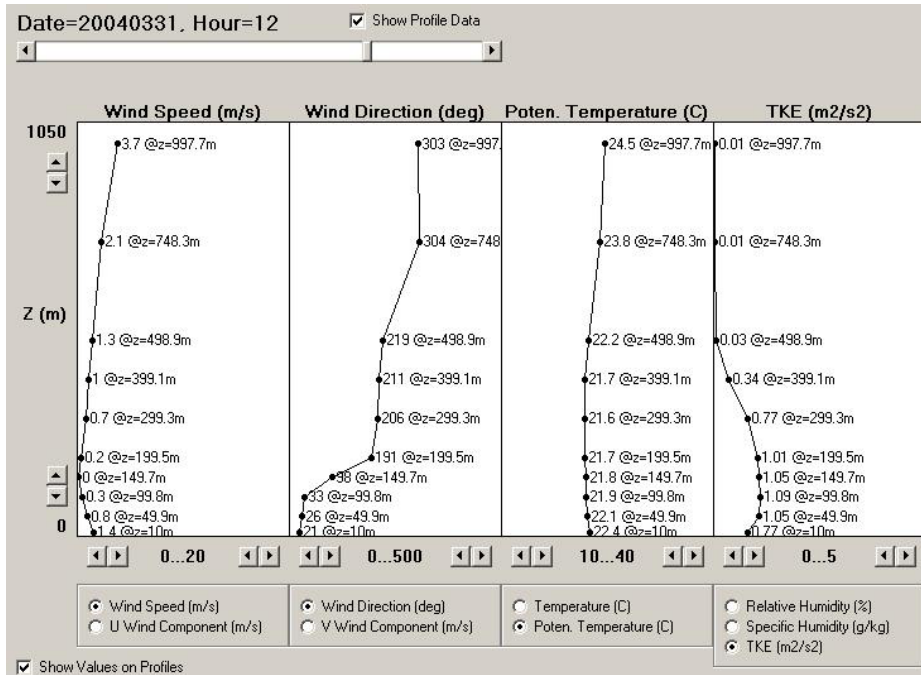 Date=20040331, Hour=12
Show Profile Data
Wind Speed (m/s) Wind Direction (deg) Poten. Temperature (C) TKE (m2/s2)
1050
3.7 @z=997.7m 303 @z=997. 24.5 @z=997.7m 0.01 @z=997.7m
2.1 @z=748.3m 304 @z=748 23.8 @z=748.3m 0.01 @z=748.3m
Z (m)
1.3 @z=498.9m 219 @z=498.9m 22.2 @z=498.9m 0.03 @z=498.9m
1 @z=399.1m 211 @z=399.1m 21.7 @z=399.1m 0.34 @z=399.1m
0.7 @z=299.3m 206 @z=299.3m 21.6 @z=299.3m 0.77 @z=299.3m
0.2 @z=199.5m 191 @z=199.5m 21.7 @z=199.5m 1.01 @z=199.5m
0 @z=149.7m 98 @z=149.7m 21.8 @z=149.7m 1.05 @z=149.7m
0.3 @z=99.8m 33 @z=99.8m 21.9 @z=99.8m 1.09 @z=99.8m
0.8 @z=49.9m 26 @z=49.9m 22.1 @z=49.9m 1.05 @z=49.9m
0
1.4 @z=10m 21 @z=10m 22.4 @z=10m 0.77 @z=10m
0...20 0...500 10...40 0...5
Wind Speed (m/s) Wind Direction (deg) Temperature (C) Relative Humidity (%)
U Wind Component (m/s) V Wind Component (m/s) Poten. Temperature (C) Specific Humidity (g/kg)
TKE (m2/s2)
Show Values on Profiles